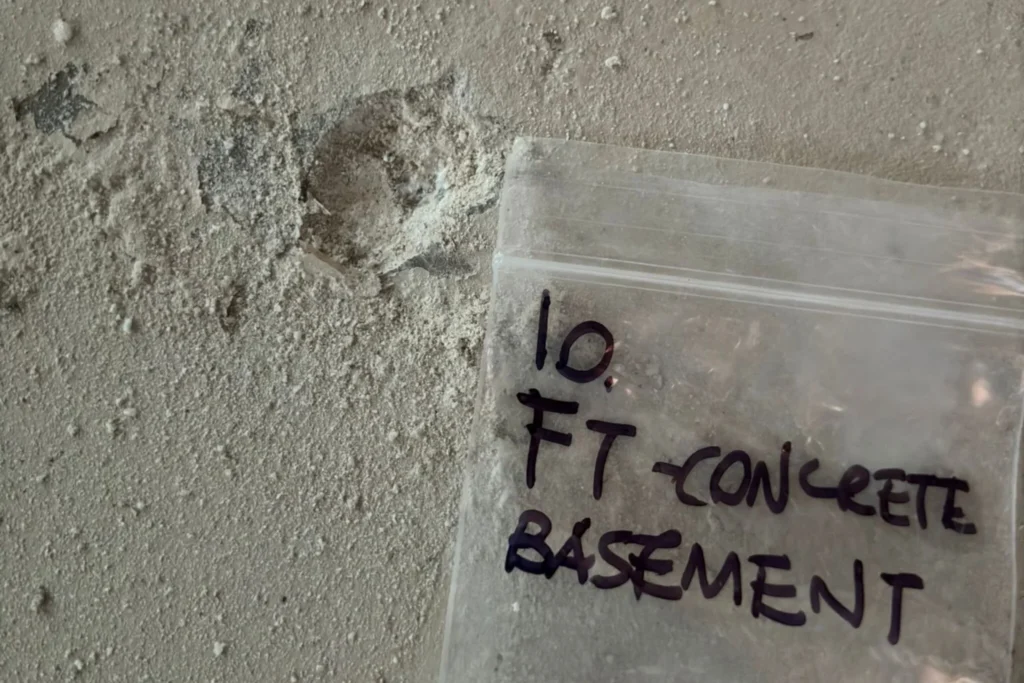 10.
FT -CONCRETE
BASEMENT